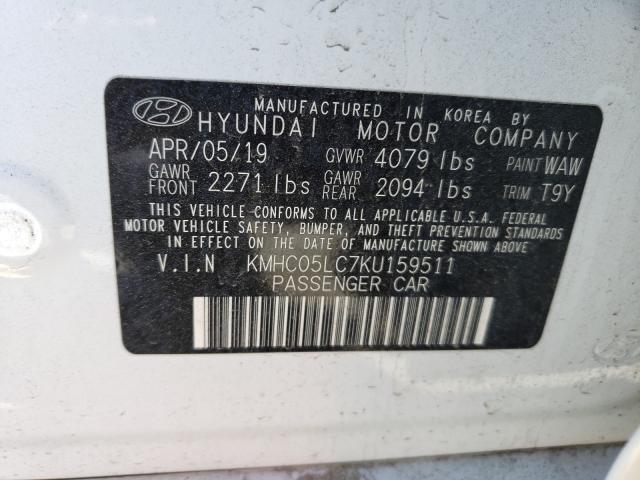 MANUFACTURED IN KOREA BY
HYUNDAI MOTOR COMPANY
APR/05/19 GVWR 4079 lbs PAINT WAW
GAWR FRONT 2271 lbs GAWR REAR 2094 lbs TRIM T9Y
THIS VEHICLE CONFORMS TO ALL APPLICABLE U.S.A. FEDERAL
MOTOR VEHICLE SAFETY, BUMPER, AND THEFT PREVENTION STANDARDS
IN EFFECT ON THE DATE OF MANUFACTURE SHOWN ABOVE.
V.I.N KMHC05LC7KU159511
PASSENGER CAR